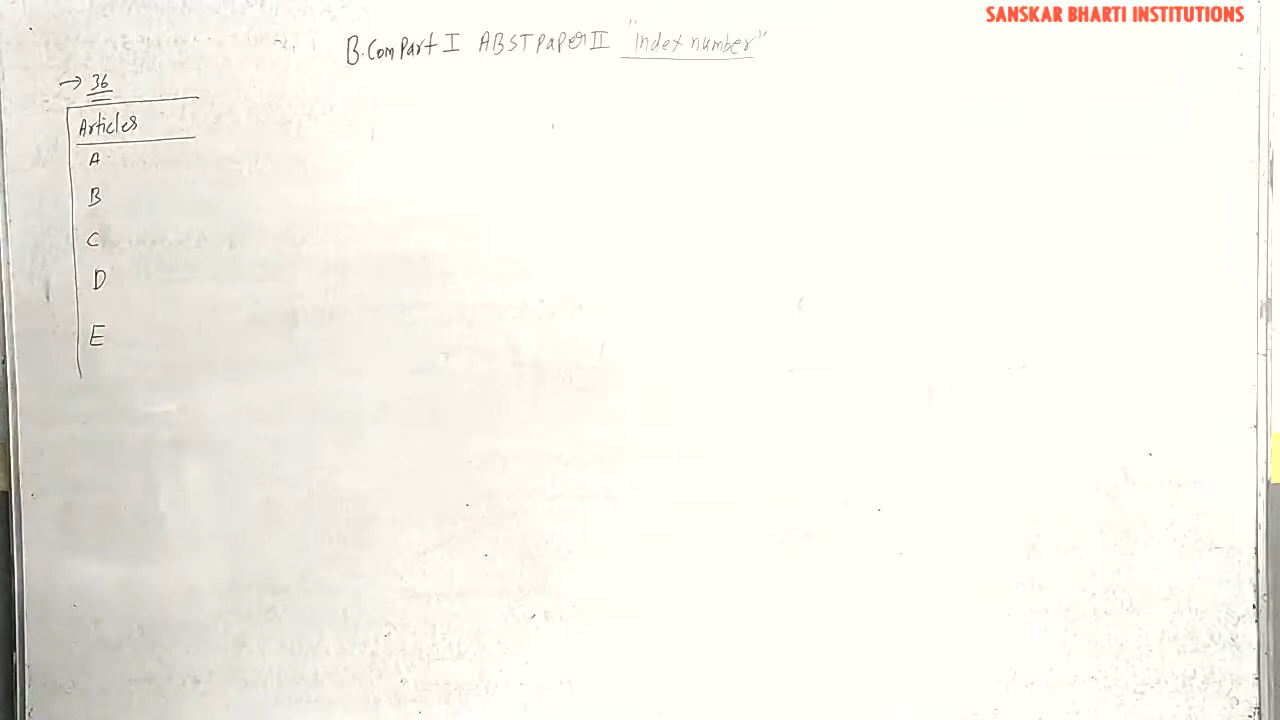 SANSKAR BHARTI INSTITUTIONS
B.Com Part I ABST Paper II "Index number"
→ 36
Articles
A
B
C
D
E